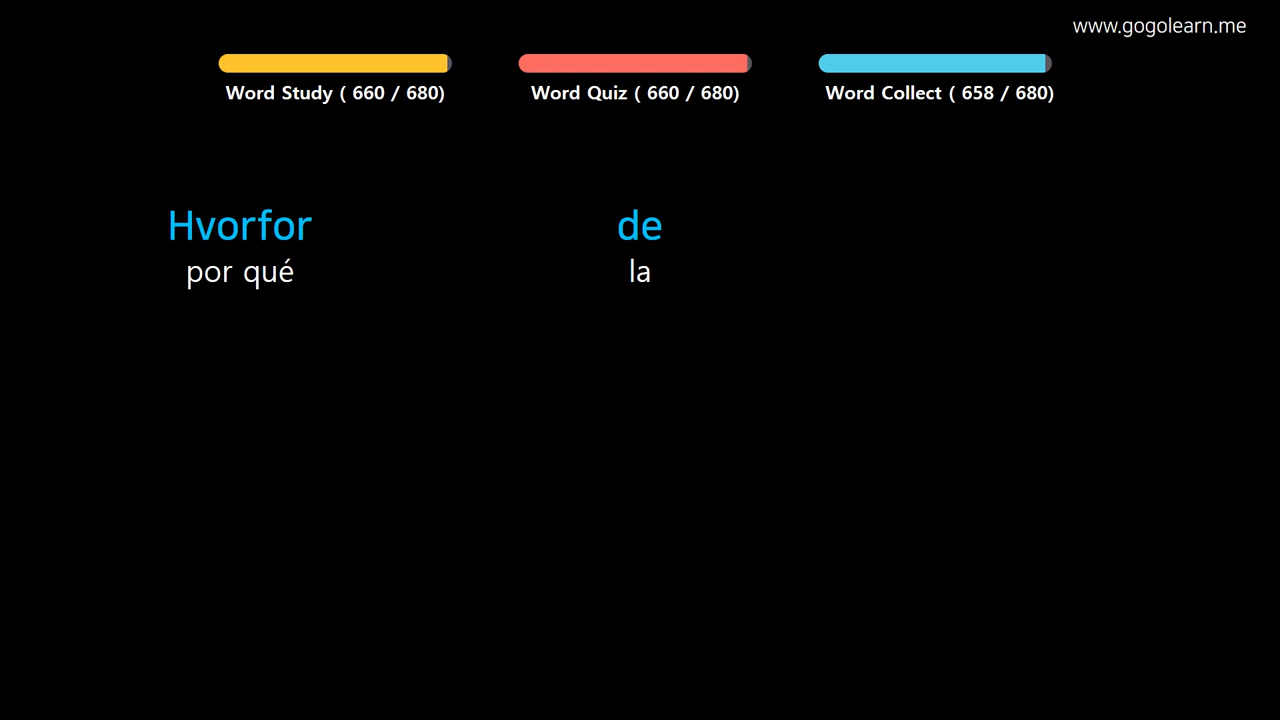 www.gogolearn.me
Word Study ( 660 / 680)
Word Quiz ( 660 / 680)
Word Collect ( 658 / 680)
Hvorfor
de
por qué
la